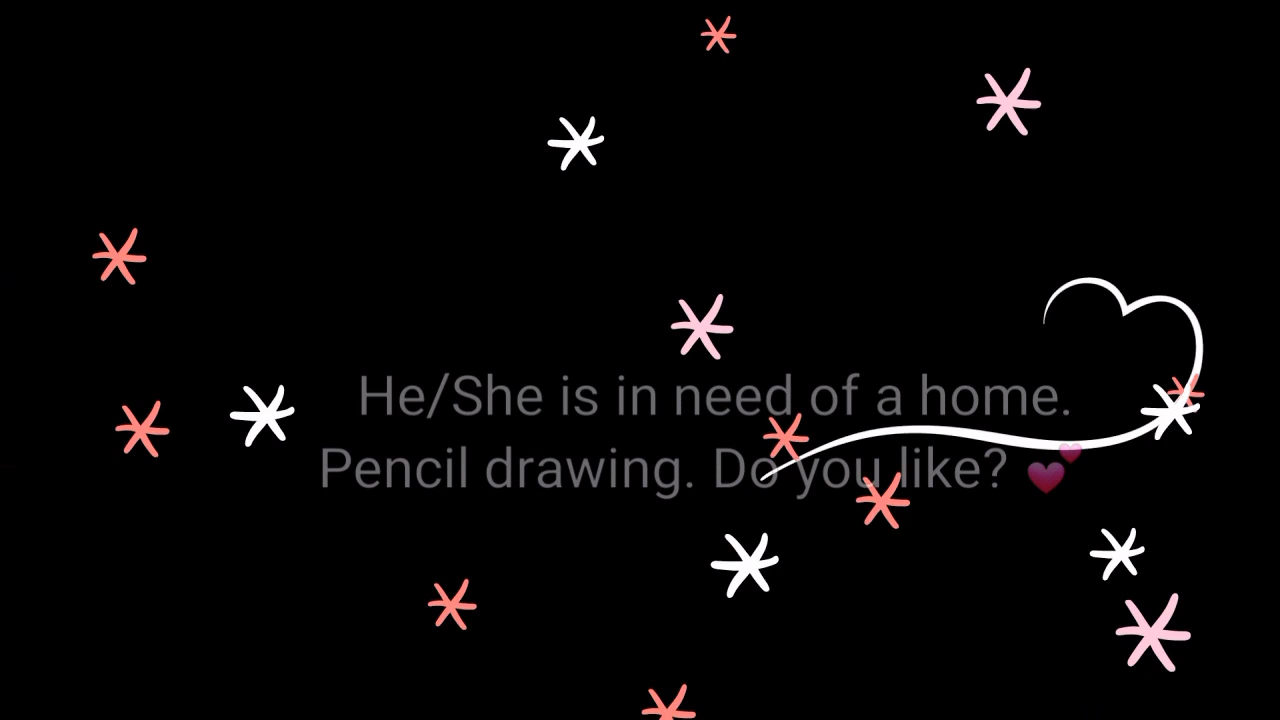 He/She is in need of a home.
Pencil drawing. Do you like? 💕